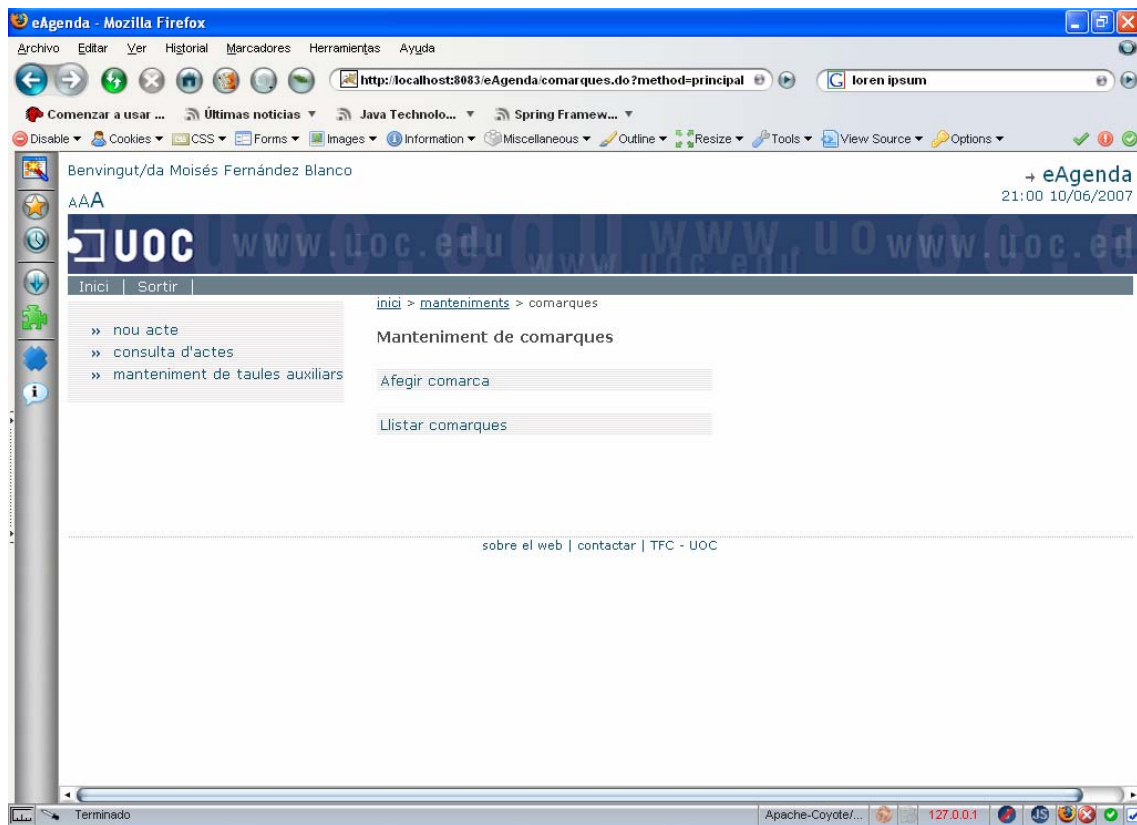 eAgenda - Mozilla Firefox
Archivo Editar Ver Historial Marcadores Herramientas Ayuda
http://localhost:8083/eAgenda/comarques.do?method=principal
G loren ipsum
Comenzar a usar ... Últimas noticias Java Technolo... Spring Framew...
Disable Cookies CSS Forms Images Information Miscellaneous Outline Resize Tools View Source Options
Benvingut/da Moisés Fernández Blanco
eAgenda
AAA
21:00 10/06/2007
UOC www.uoc.edu www.uoc.edu www.uoc.ed
Inici | Sortir |
inici > manteniments > comarques
» nou acte
» consulta d'actes
» manteniment de taules auxiliars
Manteniment de comarques
Afegir comarca
Llistar comarques
sobre el web | contactar | TFC - UOC
Terminado
Apache-Coyote/...
127.0.0.1
JS